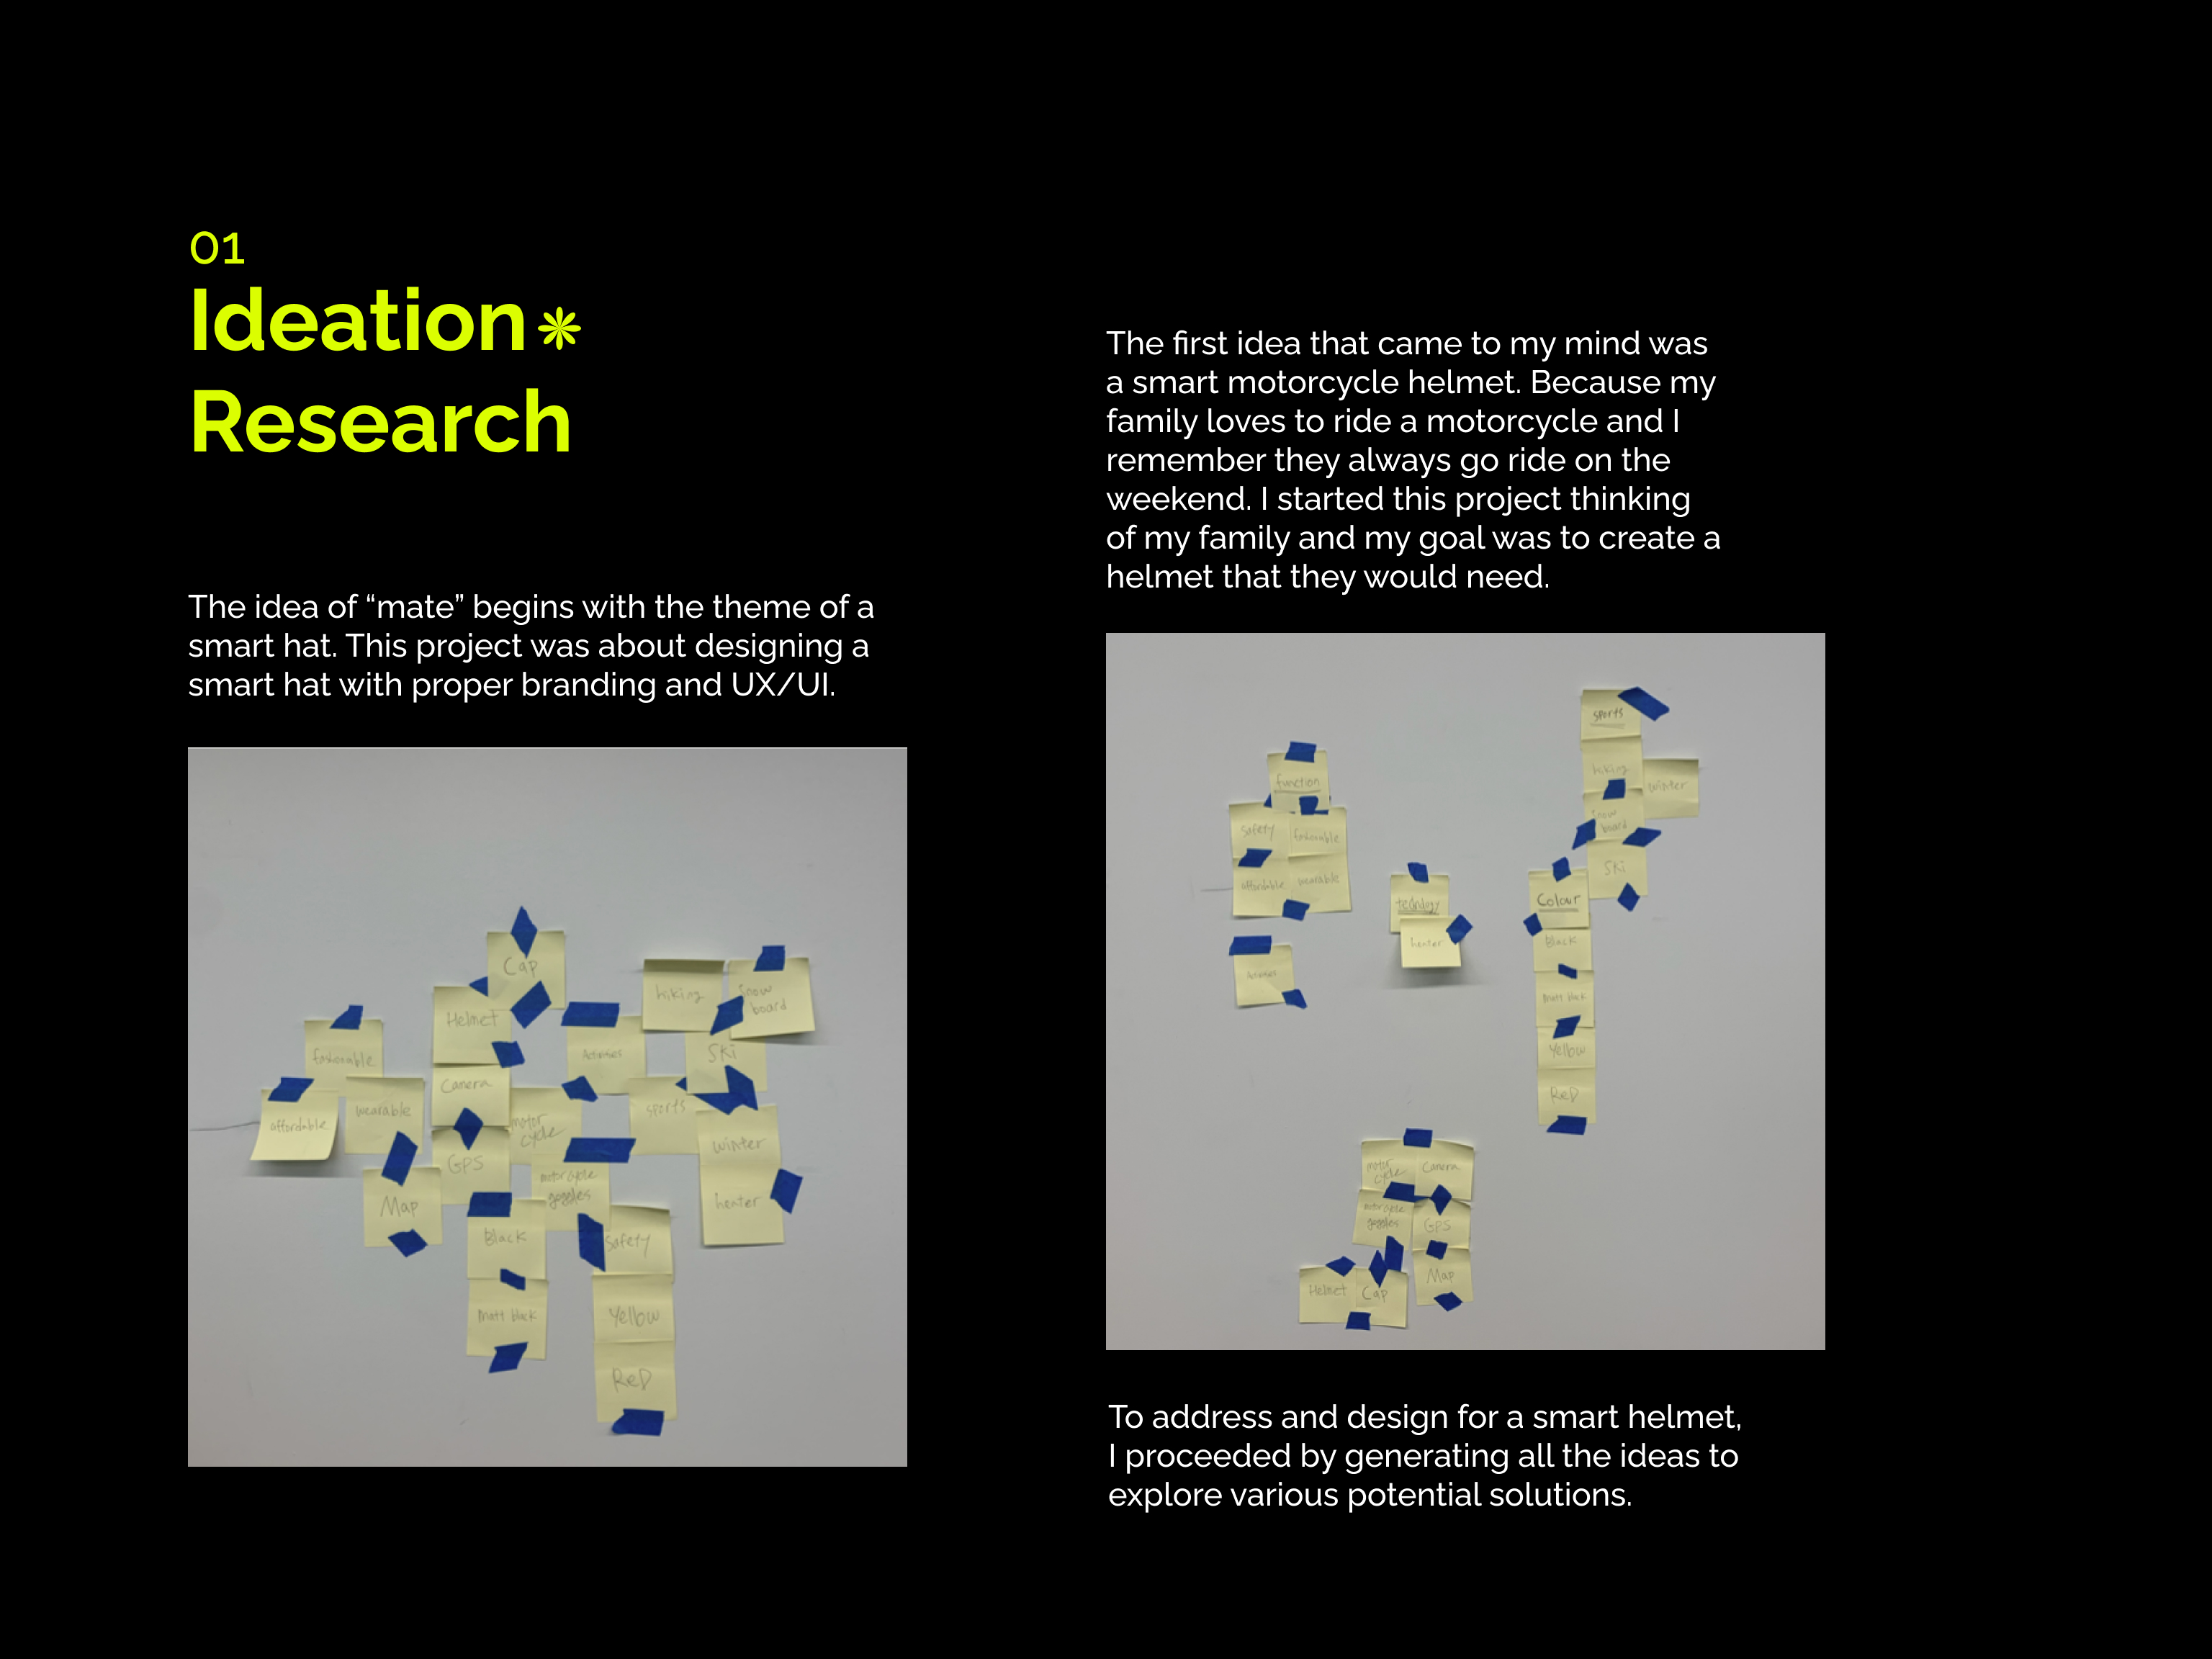 01
Ideation
Research
The idea of “mate” begins with the theme of a
smart hat. This project was about designing a
smart hat with proper branding and UX/UI.
Cap
Helmet
hiking
Snow
board
fashionable
Activities
Ski
Camera
wearable
affordable
motor
cycle
sports
winter
GPS
motorcycle
goggles
Map
heater
Black
Safety
Matt black
Yellow
ReD
The first idea that came to my mind was
a smart motorcycle helmet. Because my
family loves to ride a motorcycle and I
remember they always go ride on the
weekend. I started this project thinking
of my family and my goal was to create a
helmet that they would need.
sports
hiking
winter
function
Snow
board
Safety
fashionable
Ski
affordable
wearable
Colour
heater
Black
Activities
Matt black
Yellow
ReD
motor
cycle
Camera
motorcycle
goggles
GPS
Map
Helmet
Cap
To address and design for a smart helmet,
I proceeded by generating all the ideas to
explore various potential solutions.